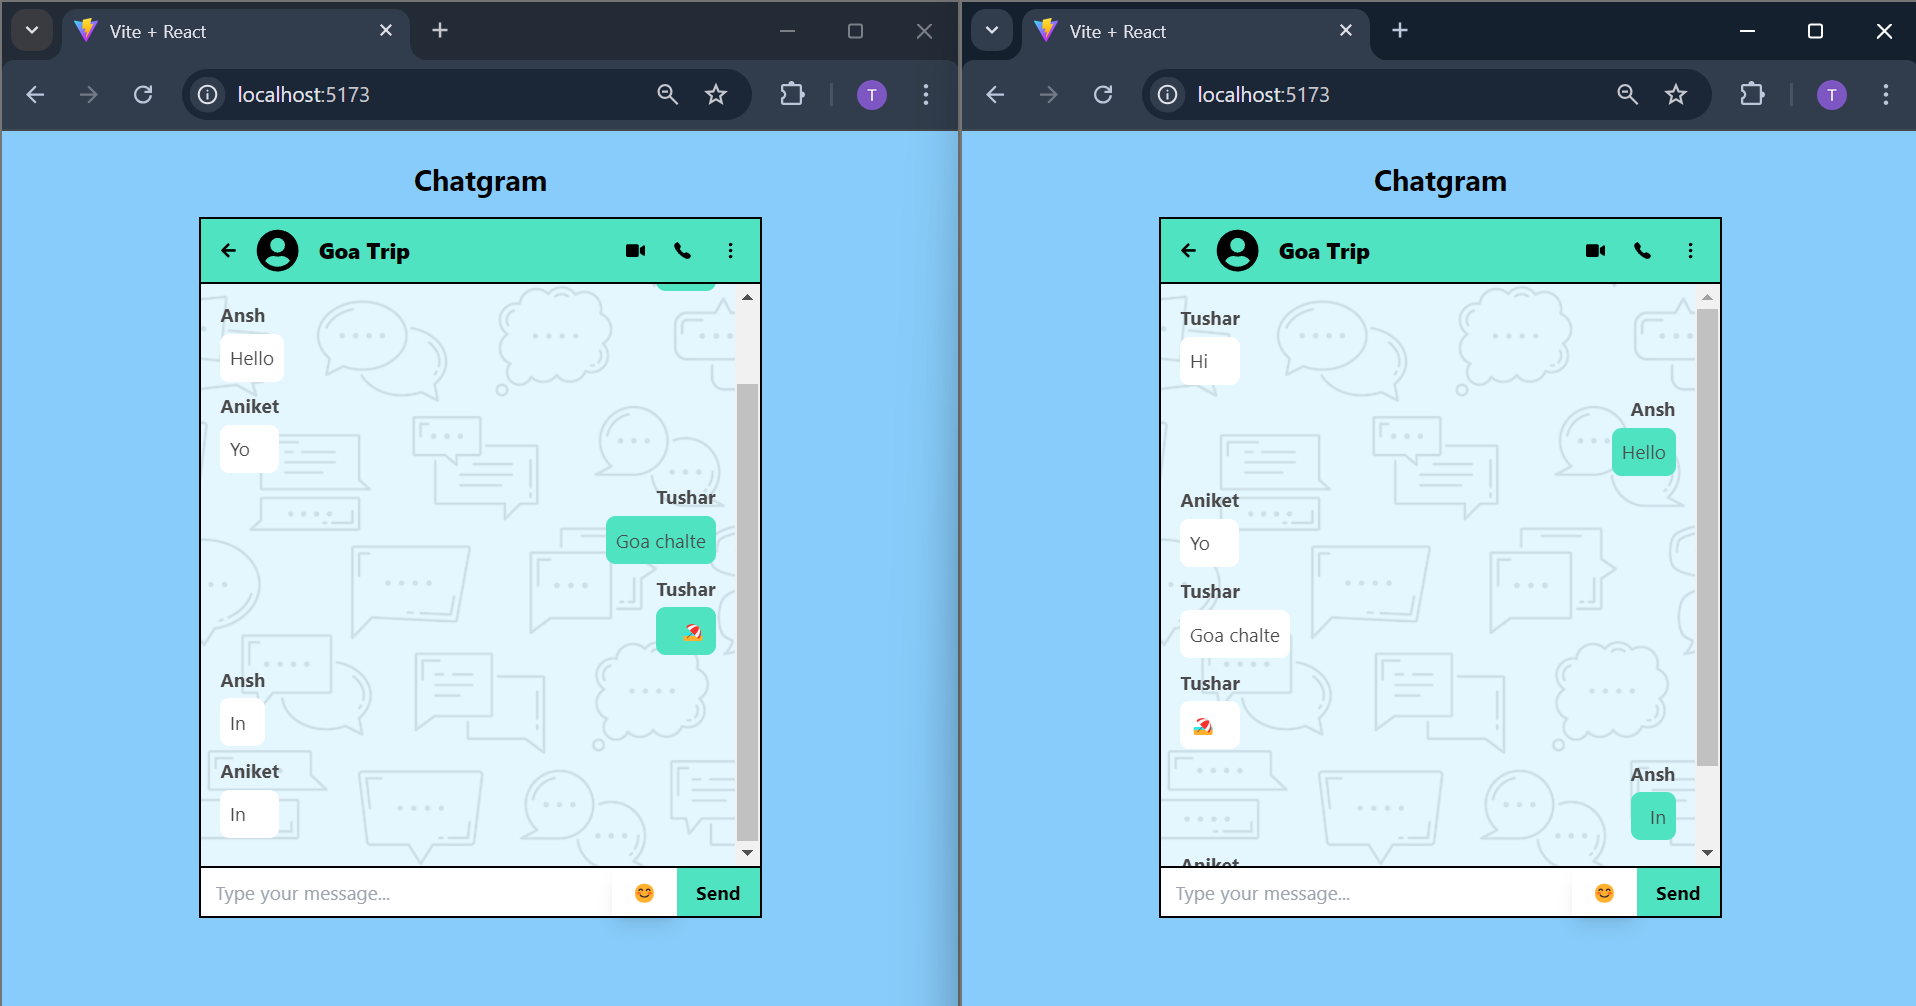 Vite + React
localhost:5173
T
Chatgram
Goa Trip
Ansh
Hello
Aniket
Yo
Tushar
Goa chalte
Tushar
🏖️
Ansh
In
Aniket
In
Type your message...
😊
Send
Vite + React
localhost:5173
T
Chatgram
Goa Trip
Tushar
Hi
Ansh
Hello
Aniket
Yo
Tushar
Goa chalte
Tushar
🏖️
Ansh
In
Aniket
Type your message...
😊
Send